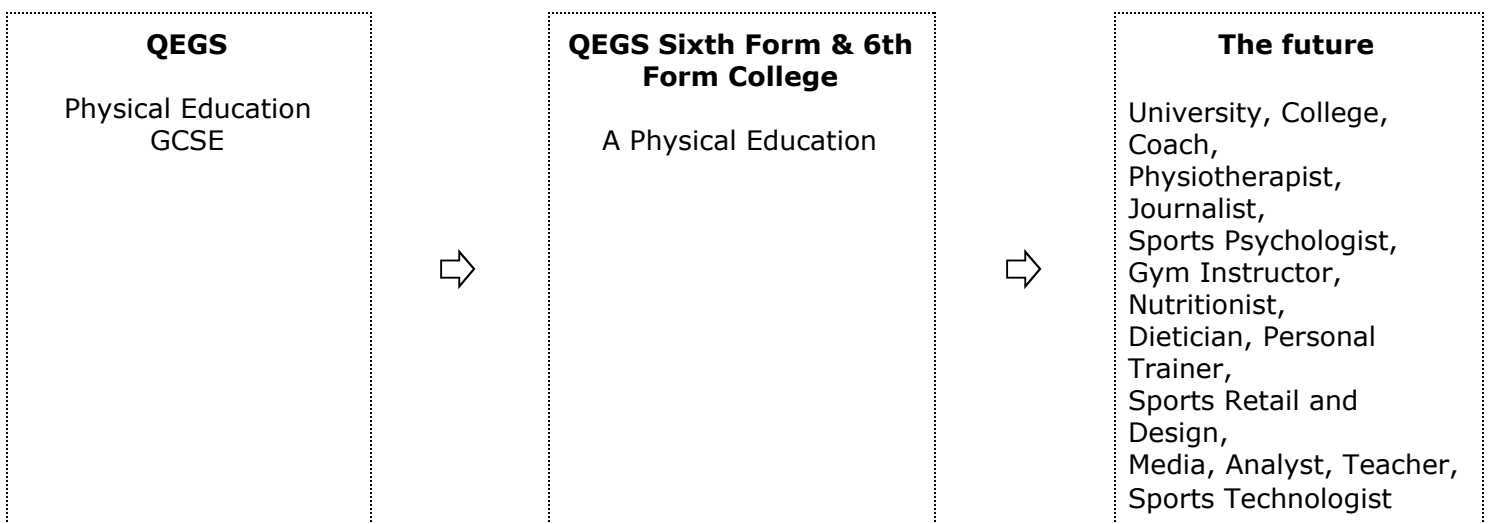 QEGS
Physical Education
GCSE
QEGS Sixth Form & 6th
Form College
A Physical Education
The future
University, College,
Coach,
Physiotherapist,
Journalist,
Sports Psychologist,
Gym Instructor,
Nutritionist,
Dietician, Personal
Trainer,
Sports Retail and
Design,
Media, Analyst, Teacher,
Sports Technologist